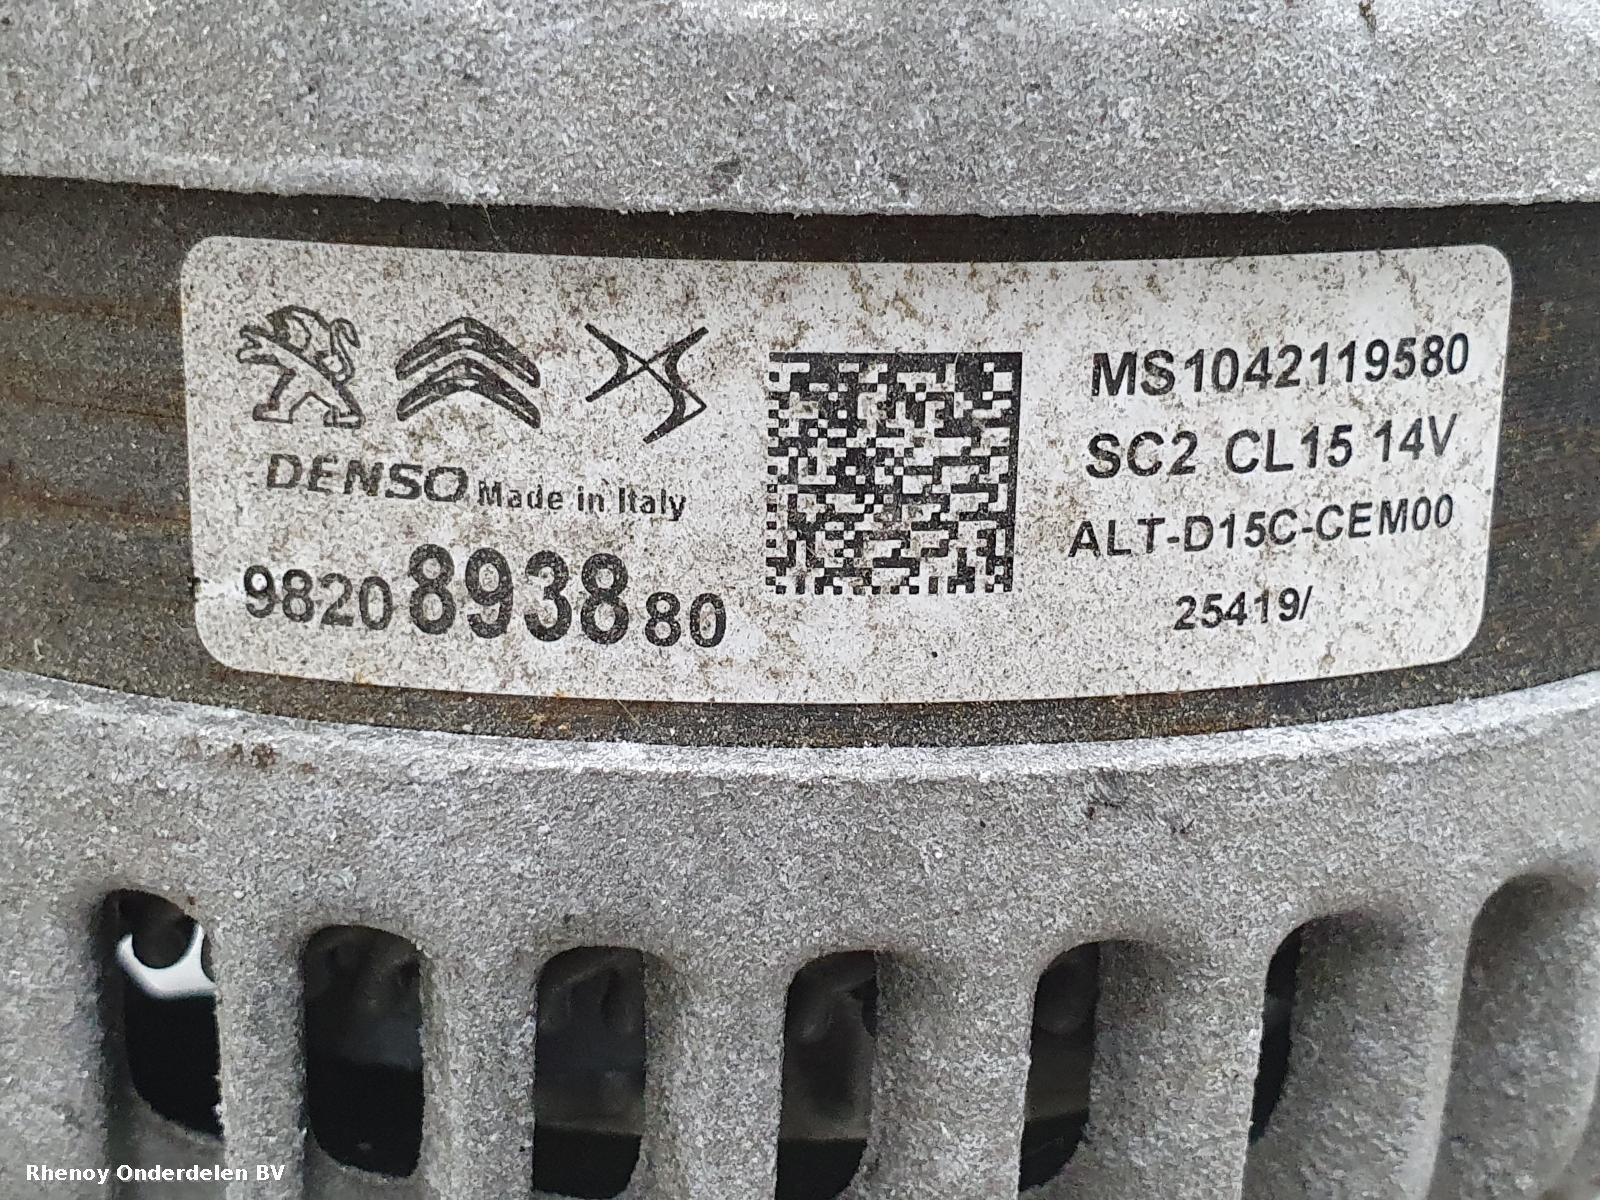 DENSO Made in Italy
9820893880
MS1042119580
SC2 CL15 14V
ALT-D15C-CEM00
25419/
Rhenoy Onderdelen BV